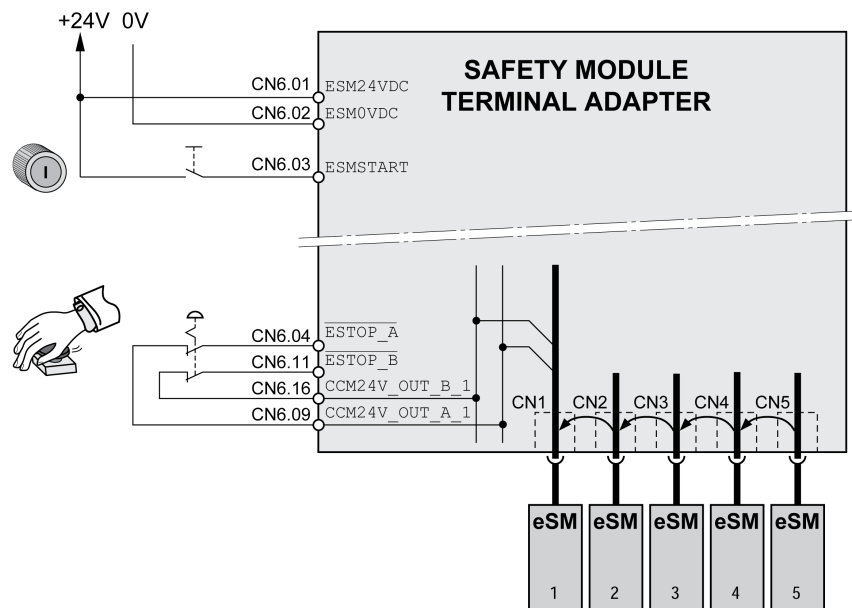 +24V 0V
SAFETY MODULE
TERMINAL ADAPTER
CN6.01 ESM24VDC
CN6.02 ESM0VDC
CN6.03 ESMSTART
I
CN6.04 ESTOP_A
CN6.11 ESTOP_B
CN6.16 CCM24V_OUT_B_1
CN6.09 CCM24V_OUT_A_1
CN1 CN2 CN3 CN4 CN5
eSM eSM eSM eSM eSM
1 2 3 4 5